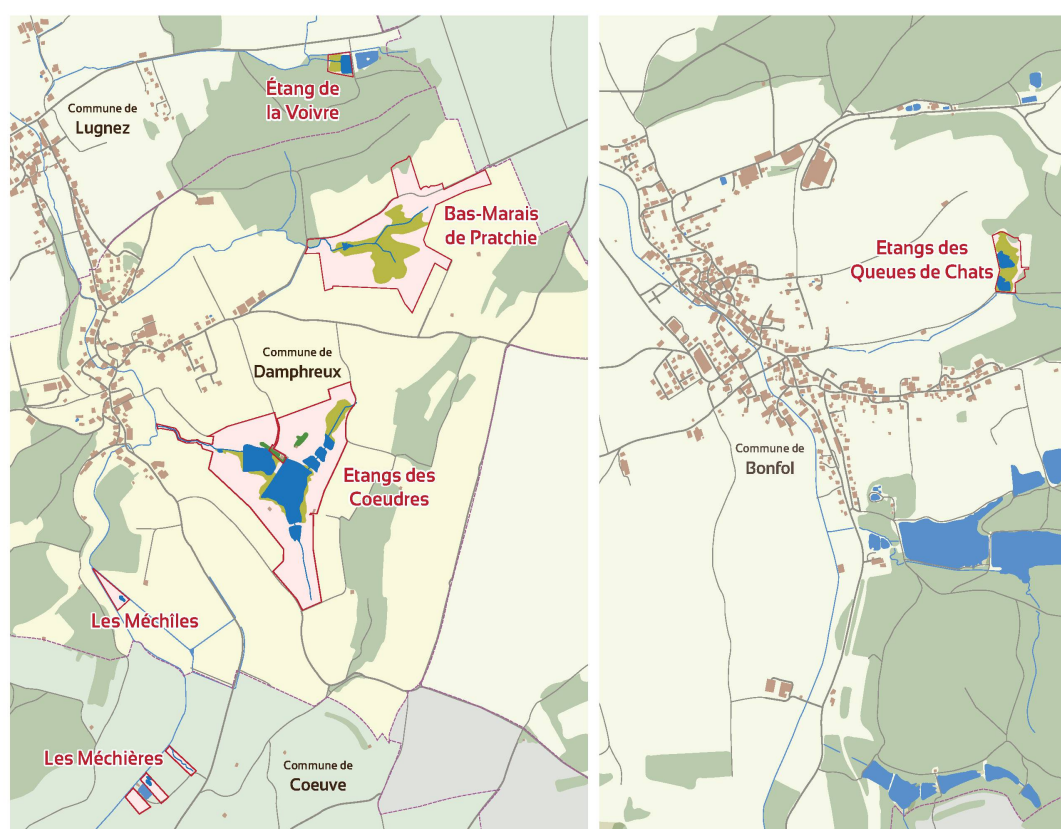 Étang de
la Voivre
Commune de
Lugnez
Bas-Marais
de Pratchie
Commune de
Damphreux
Etangs des
Coeudres
Les Méchîles
Les Méchières
Commune de
Coeuve
Etangs des
Queues de Chats
Commune de
Bonfol